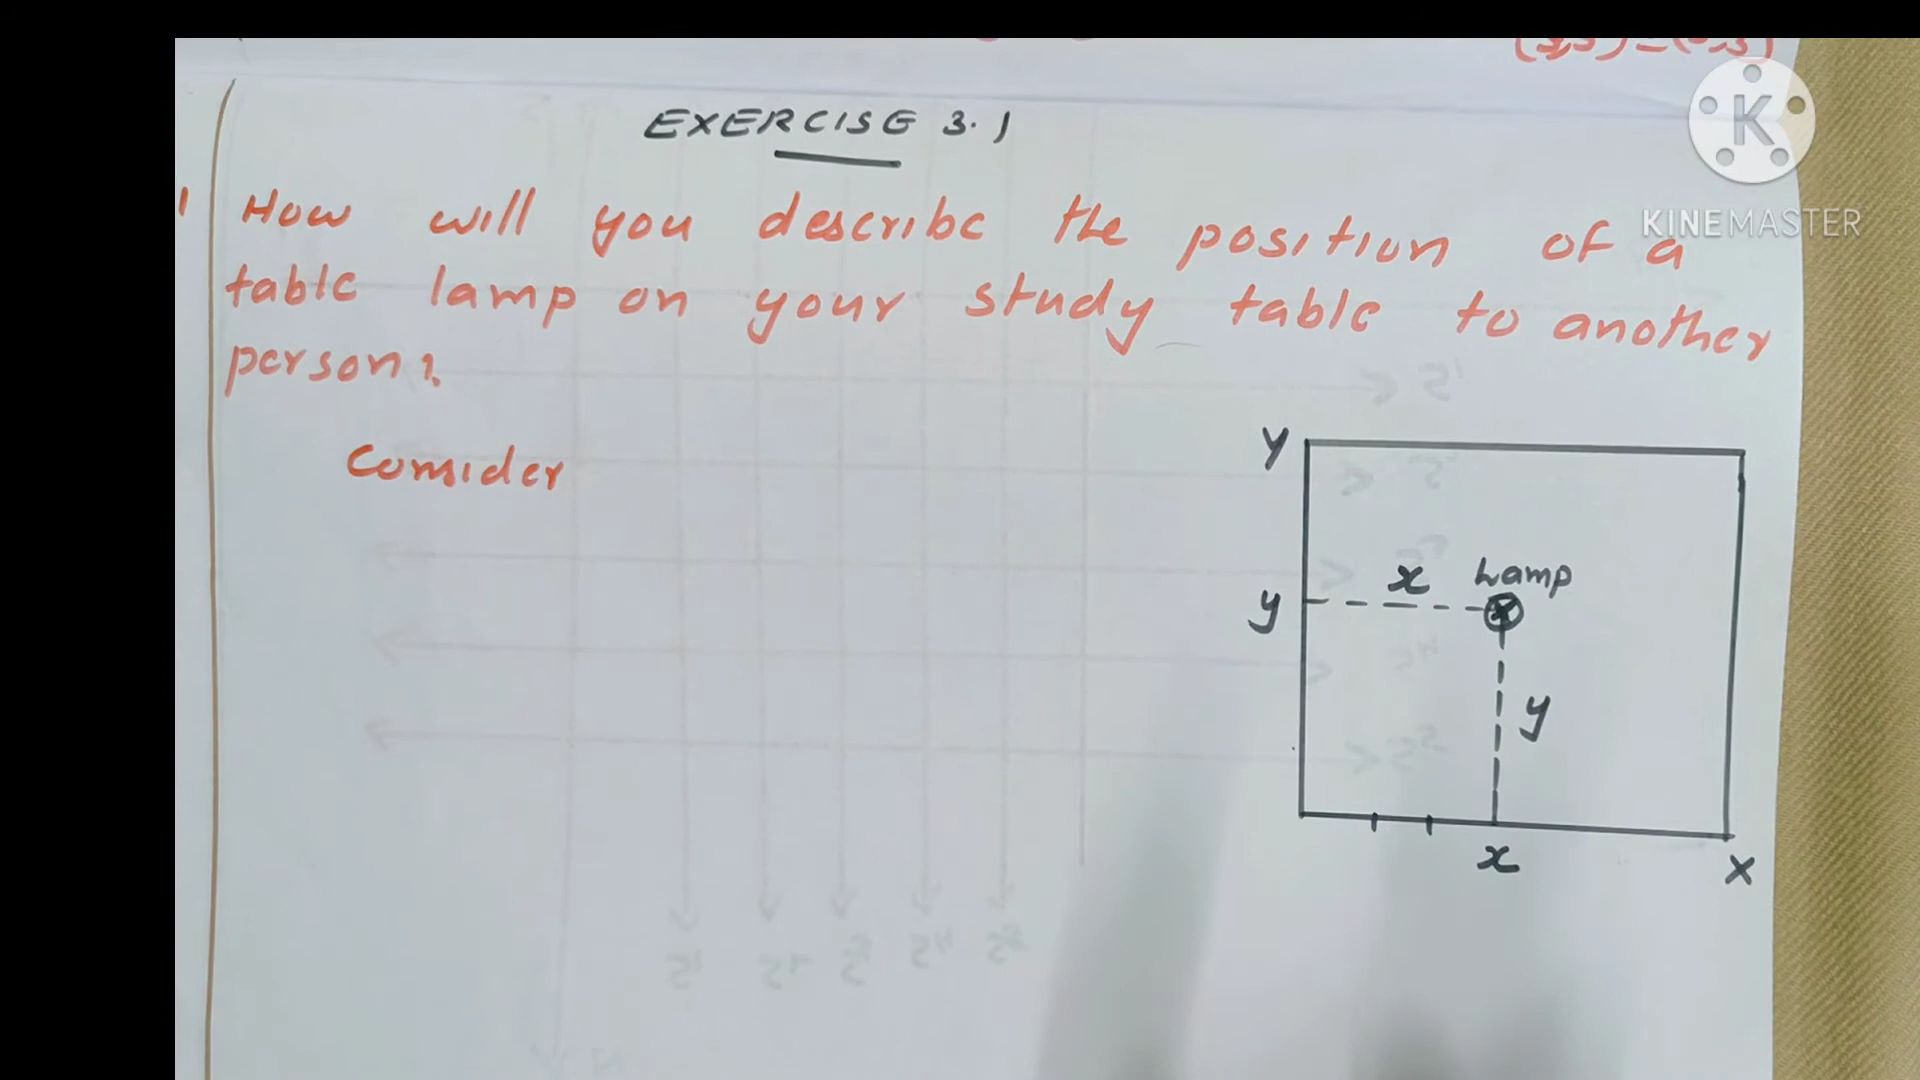 EXERCISE 3.1
1 How will you describe the position of a
table lamp on your study table to another
person?
Consider
Y
x Lamp
y
y
x
X
K
KINEMASTER